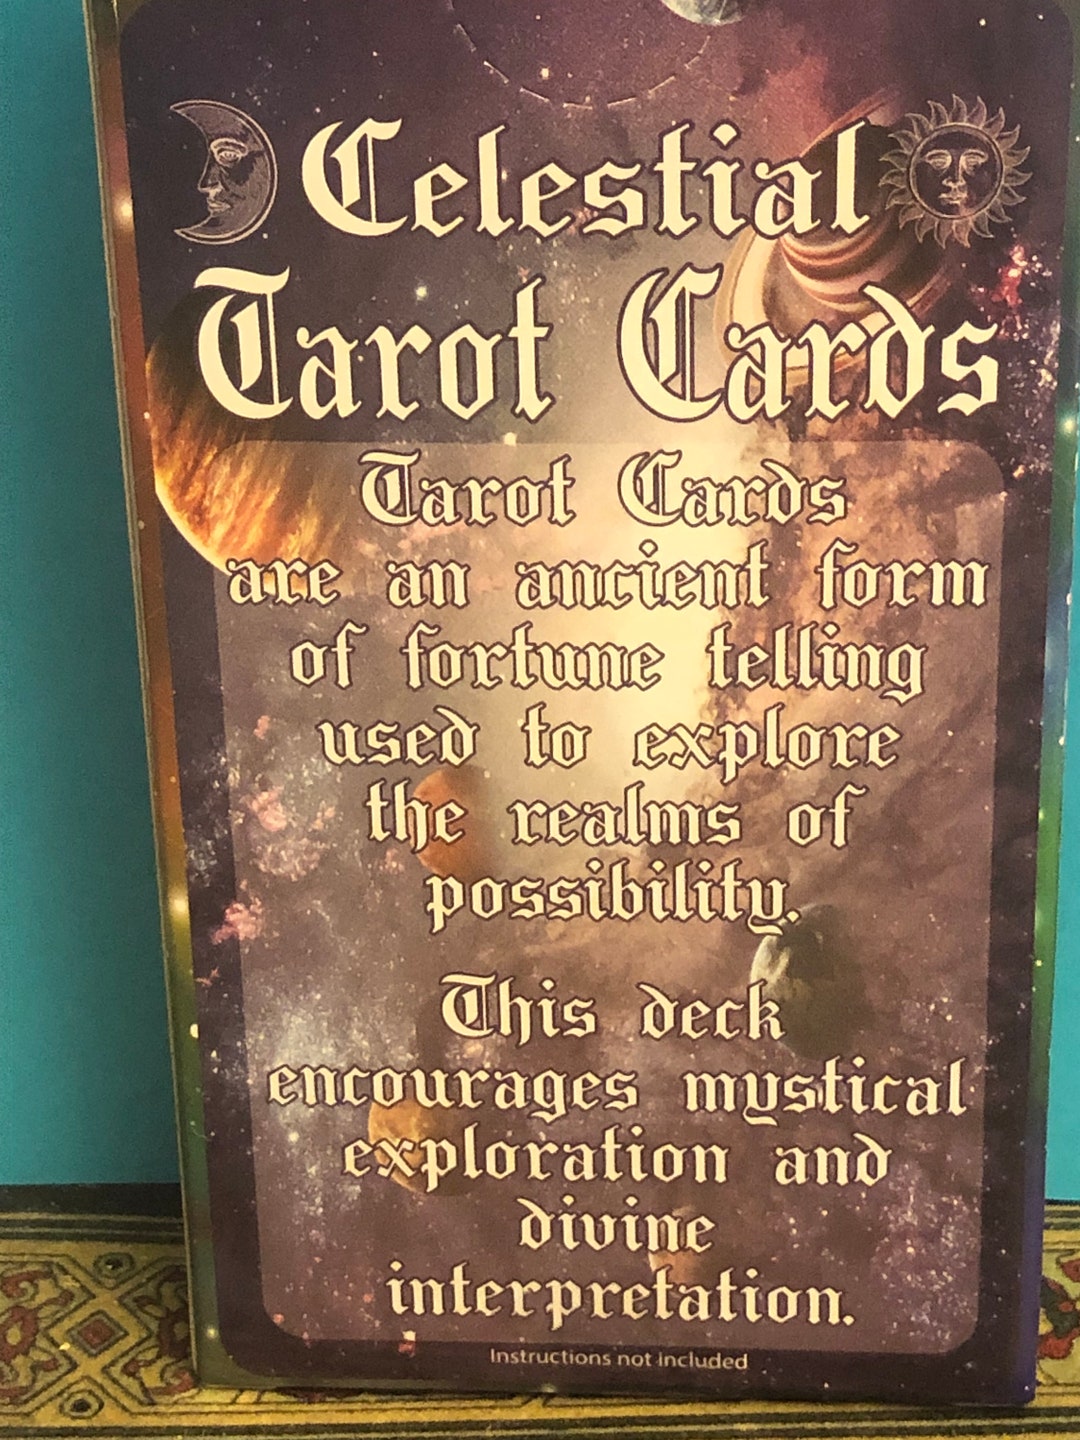 Celestial
Tarot Cards
Tarot Cards
are an ancient form
of fortune telling
used to explore
the realms of
possibility.
This deck
encourages mystical
exploration and
divine
interpretation.
Instructions not included